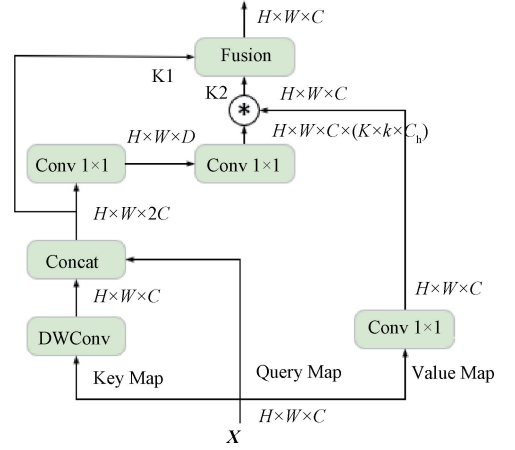 H×W×C
Fusion
K1
K2
H×W×C
*
H×W×D
H×W×C×(K×k×Ch)
Conv 1×1
Conv 1×1
H×W×2C
Concat
H×W×C
H×W×C
DWConv
Conv 1×1
Key Map
Query Map
Value Map
H×W×C
X